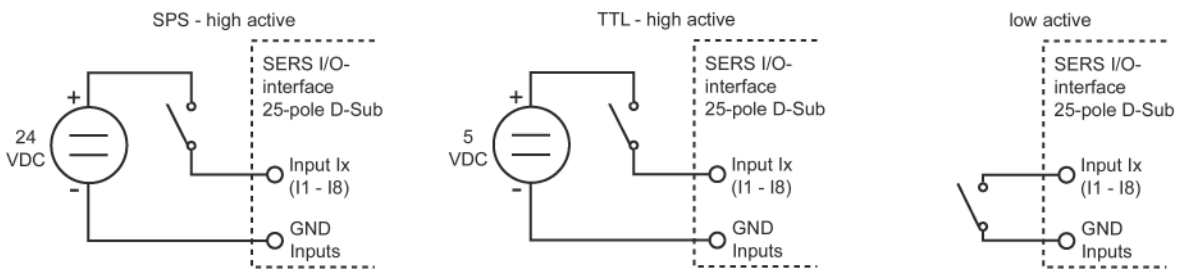 SPS - high active
SERS I/O-
interface
25-pole D-Sub
+
24
VDC
-
Input Ix
(I1 - I8)
GND
Inputs
TTL - high active
SERS I/O-
interface
25-pole D-Sub
+
5
VDC
-
Input Ix
(I1 - I8)
GND
Inputs
low active
SERS I/O-
interface
25-pole D-Sub
Input Ix
(I1 - I8)
GND
Inputs